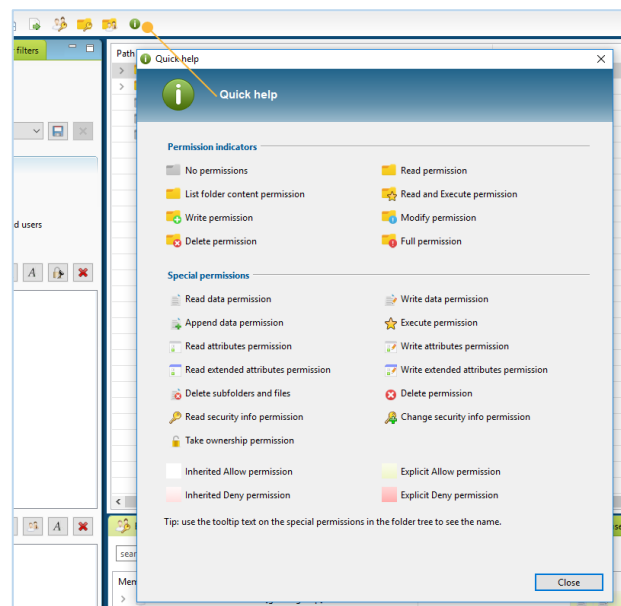 filters
Path
Quick help
Quick help
Permission indicators
No permissions
Read permission
List folder content permission
Read and Execute permission
Write permission
Modify permission
Delete permission
Full permission
d users
Special permissions
Read data permission
Write data permission
Append data permission
Execute permission
Read attributes permission
Write attributes permission
Read extended attributes permission
Write extended attributes permission
Delete subfolders and files
Delete permission
Read security info permission
Change security info permission
Take ownership permission
Inherited Allow permission
Explicit Allow permission
Inherited Deny permission
Explicit Deny permission
Tip: use the tooltip text on the special permissions in the folder tree to see the name.
sear
Close
Men